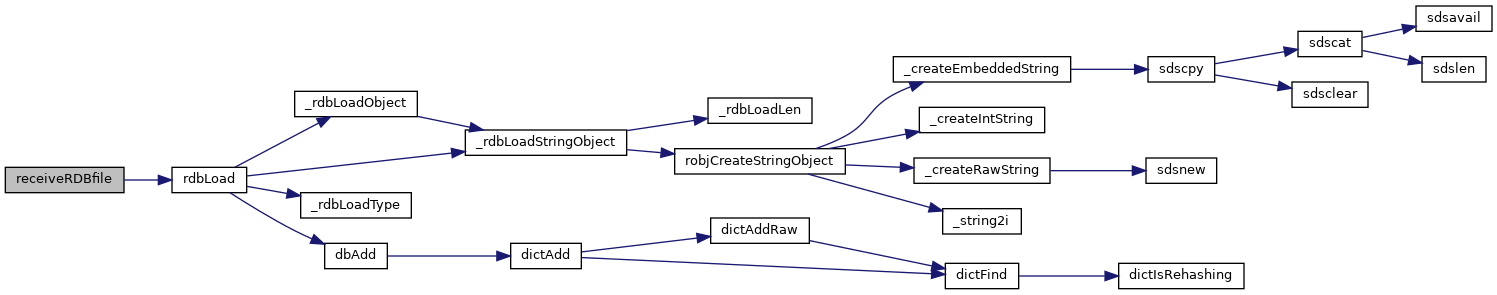 receiveRDBfile
rdbLoad
_rdbLoadObject
_rdbLoadStringObject
_rdbLoadType
dbAdd
_rdbLoadLen
robjCreateStringObject
_createEmbeddedString
_createIntString
_createRawString
_string2i
sdscpy
sdscat
sdsavail
sdslen
sdsclear
sdsnew
dictAdd
dictAddRaw
dictFind
dictIsRehashing